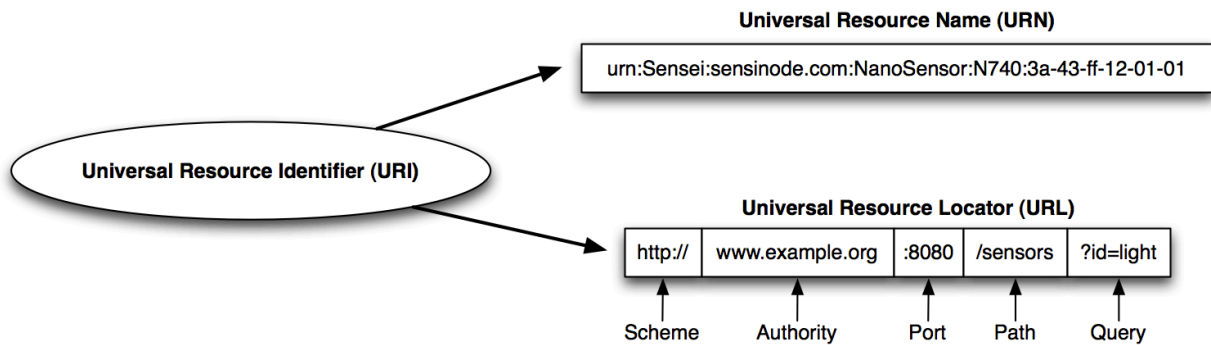 Universal Resource Name (URN)
urn:Sensei:sensinode.com:NanoSensor:N740:3a-43-ff-12-01-01
Universal Resource Identifier (URI)
Universal Resource Locator (URL)
http:// www.example.org :8080 /sensors ?id=light
Scheme Authority Port Path Query